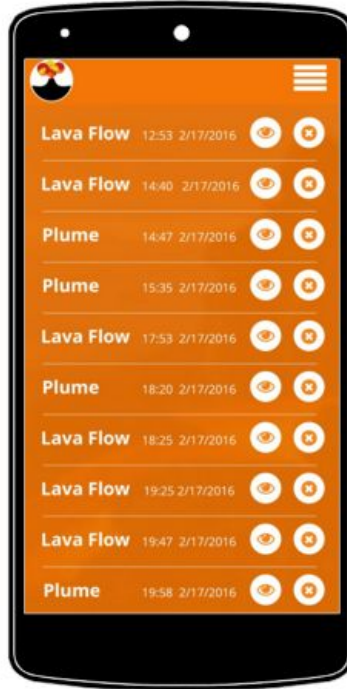 Lava Flow 12:53 2/17/2016
Lava Flow 14:40 2/17/2016
Plume 14:47 2/17/2016
Plume 15:35 2/17/2016
Lava Flow 17:53 2/17/2016
Plume 18:20 2/17/2016
Lava Flow 18:25 2/17/2016
Lava Flow 19:25 2/17/2016
Lava Flow 19:47 2/17/2016
Plume 19:58 2/17/2016